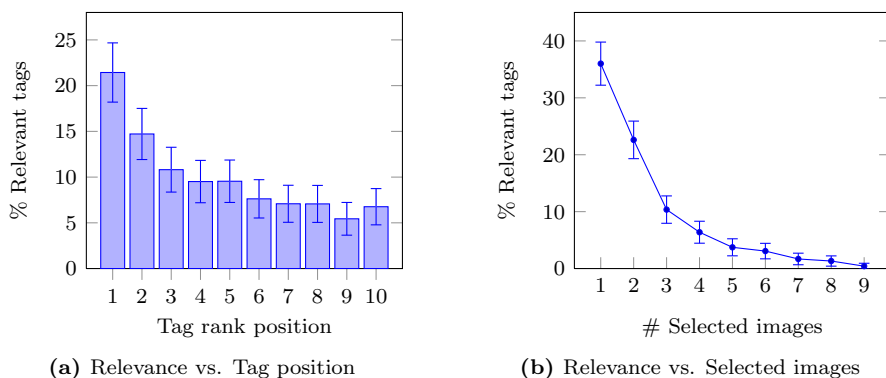 25
20
15
10
5
0
% Relevant tags
1 2 3 4 5 6 7 8 9 10
Tag rank position
(a) Relevance vs. Tag position
40
30
20
10
0
% Relevant tags
1 2 3 4 5 6 7 8 9
# Selected images
(b) Relevance vs. Selected images